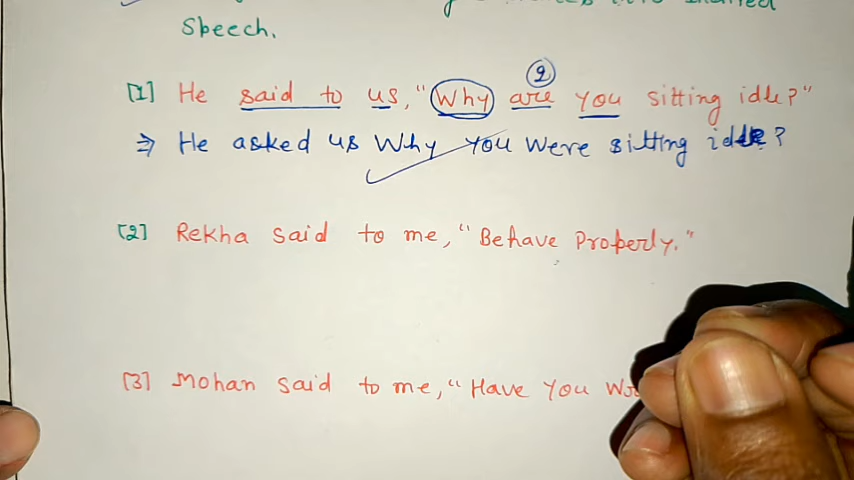 Speech.
[1] He said to us, "Why are you sitting idle?"
2
⇒ He asked us Why you were sitting idle?
[2] Rekha said to me, "Behave Properly."
[3] Mohan said to me, "Have you